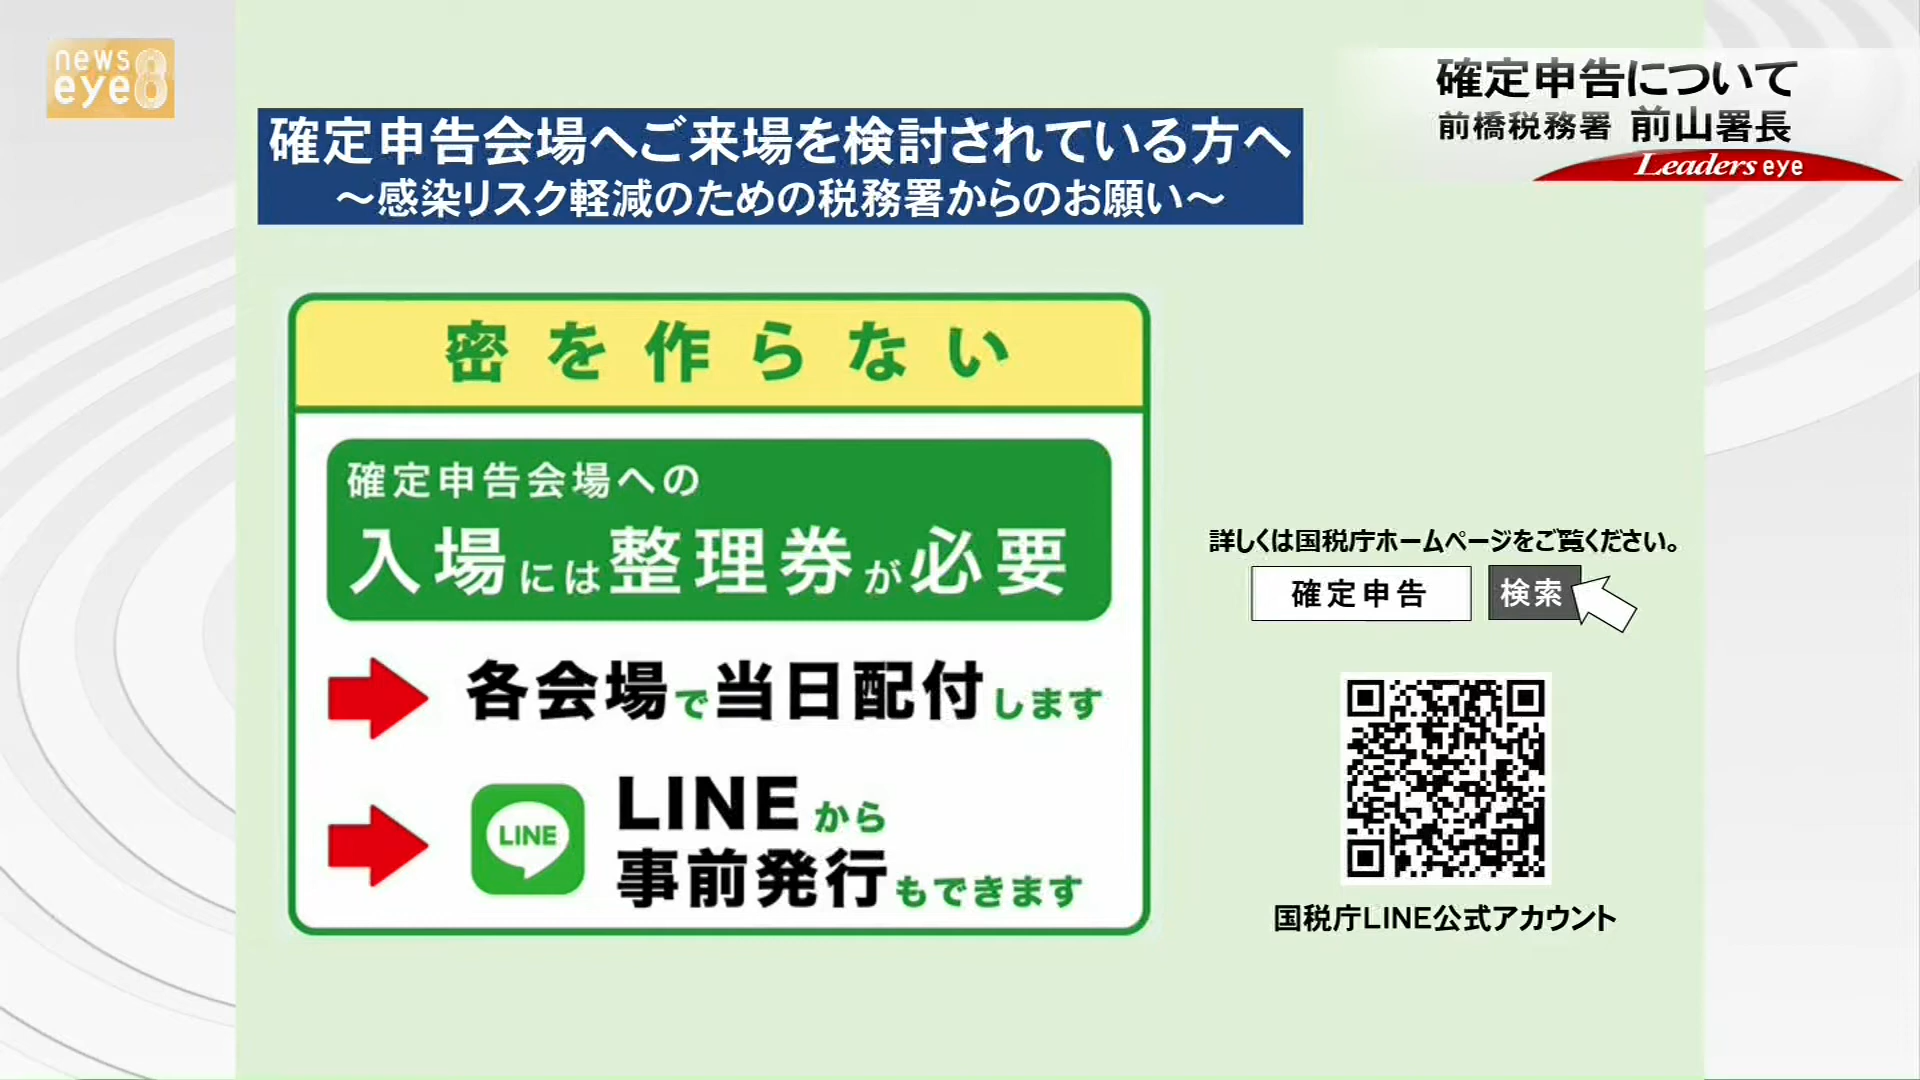 news
eye8
確定申告について
前橋税務署 前山署長
Leaders eye
確定申告会場へご来場を検討されている方へ
～感染リスク軽減のための税務署からのお願い～
密を作らない
確定申告会場への
入場には整理券が必要
各会場で当日配付します
LINE
LINEから
事前発行もできます
詳しくは国税庁ホームページをご覧ください。
確定申告 検索
国税庁LINE公式アカウント